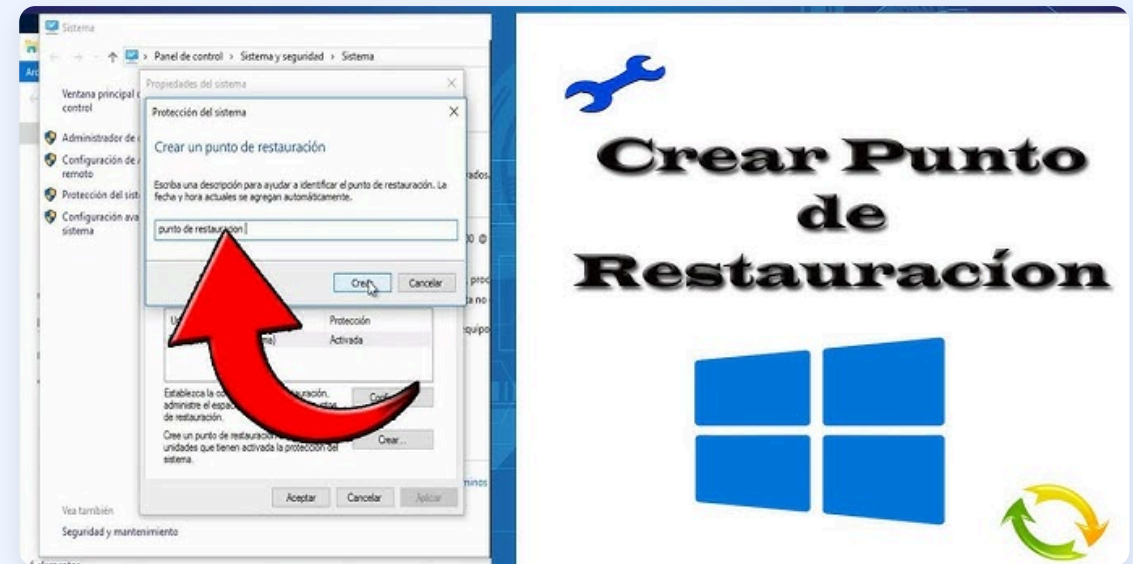 Sistema
Panel de control > Sistema y seguridad > Sistema
Ventana principal
control
Administrador de
Configuración de
remoto
Protección del sist
Configuración ava
sistema
Vea también
Seguridad y mantenimiento
Propiedades del sistema
Protección del sistema
Crear un punto de restauración
Escriba una descripción para ayudar a identificar el punto de restauración. La
fecha y hora actuales se agregan automáticamente.
punto de restauracion
Cancelar
Protección
Activada
Establezca la
administre el
de restauración.
Cree un punto de restauración
unidades que tienen activada la protección del
sistema.
Crear...
Aceptar
Cancelar
Aplicar
Crear Punto
de
Restauracíon